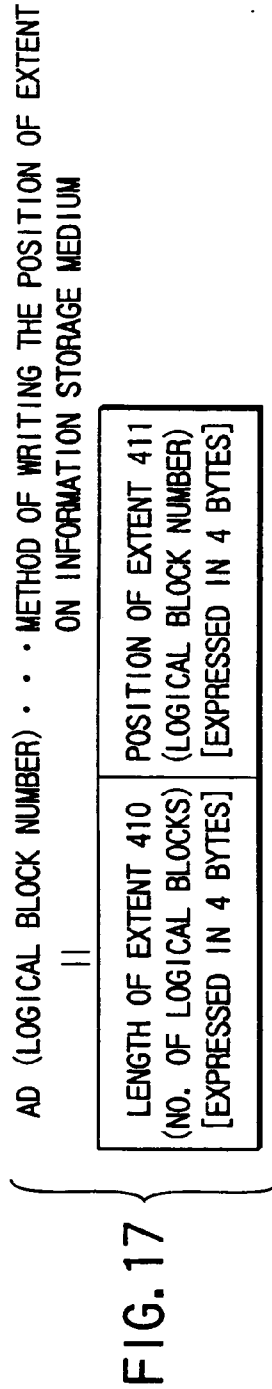 AD (LOGICAL BLOCK NUMBER) · · · METHOD OF WRITING THE POSITION OF EXTENT
ON INFORMATION STORAGE MEDIUM
||
LENGTH OF EXTENT 410
(NO. OF LOGICAL BLOCKS)
[EXPRESSED IN 4 BYTES]
POSITION OF EXTENT 411
(LOGICAL BLOCK NUMBER)
[EXPRESSED IN 4 BYTES]
FIG. 17